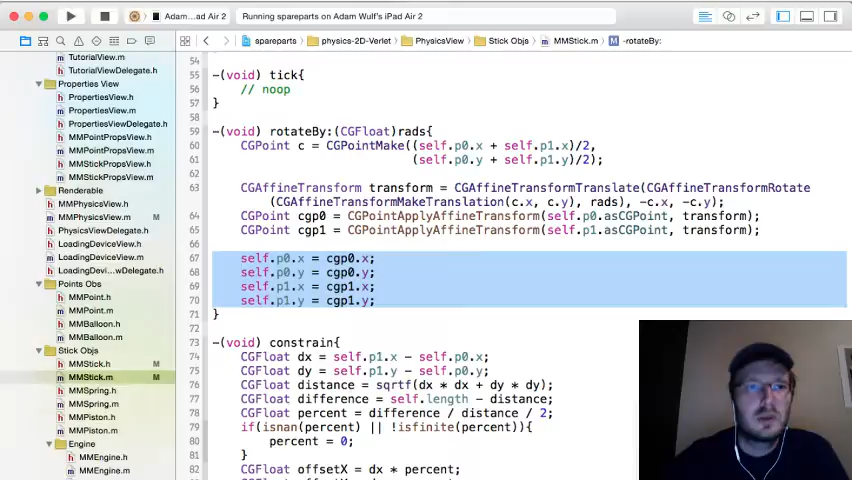 Adam...ad Air 2
Running spareparts on Adam Wulf's iPad Air 2
spareparts
physics-2D-Verlet
PhysicsView
Stick Objs
MMStick.m
M
-rotateBy:
TutorialView.m
TutorialViewDelegate.h
Properties View
PropertiesView.h
PropertiesView.m
PropertiesViewDelegate.h
MMPointPropsView.h
MMPointPropsView.m
MMStickPropsView.h
MMStickPropsView.m
Renderable
MMPhysicsView.h
MMPhysicsView.m M
PhysicsViewDelegate.h
LoadingDeviceView.h
LoadingDeviceView.m
LoadingDevi...wDelegate.h
Points Obs
MMPoint.h
MMPoint.m
MMBalloon.h
MMBalloon.m
Stick Objs
MMStick.h M
MMStick.m M
MMSpring.h
MMSpring.m
MMPiston.h
MMPiston.m
Engine
MMEngine.h
MMEngine.m
54
55 -(void) tick{
56 // noop
57 }
58
59 -(void) rotateBy:(CGFloat)rads{
60 CGPoint c = CGPointMake((self.p0.x + self.p1.x)/2,
61 (self.p0.y + self.p1.y)/2);
62
63 CGAffineTransform transform = CGAffineTransformTranslate(CGAffineTransformRotate
(CGAffineTransformMakeTranslation(c.x, c.y), rads), -c.x, -c.y);
64 CGPoint cgp0 = CGPointApplyAffineTransform(self.p0.asCGPoint, transform);
65 CGPoint cgp1 = CGPointApplyAffineTransform(self.p1.asCGPoint, transform);
66
67 self.p0.x = cgp0.x;
68 self.p0.y = cgp0.y;
69 self.p1.x = cgp1.x;
70 self.p1.y = cgp1.y;
71 }
72
73 -(void) constrain{
74 CGFloat dx = self.p1.x - self.p0.x;
75 CGFloat dy = self.p1.y - self.p0.y;
76 CGFloat distance = sqrtf(dx * dx + dy * dy);
77 CGFloat difference = self.length - distance;
78 CGFloat percent = difference / distance / 2;
79 if(isnan(percent) || !isfinite(percent)){
80 percent = 0;
81 }
82 CGFloat offsetX = dx * percent;